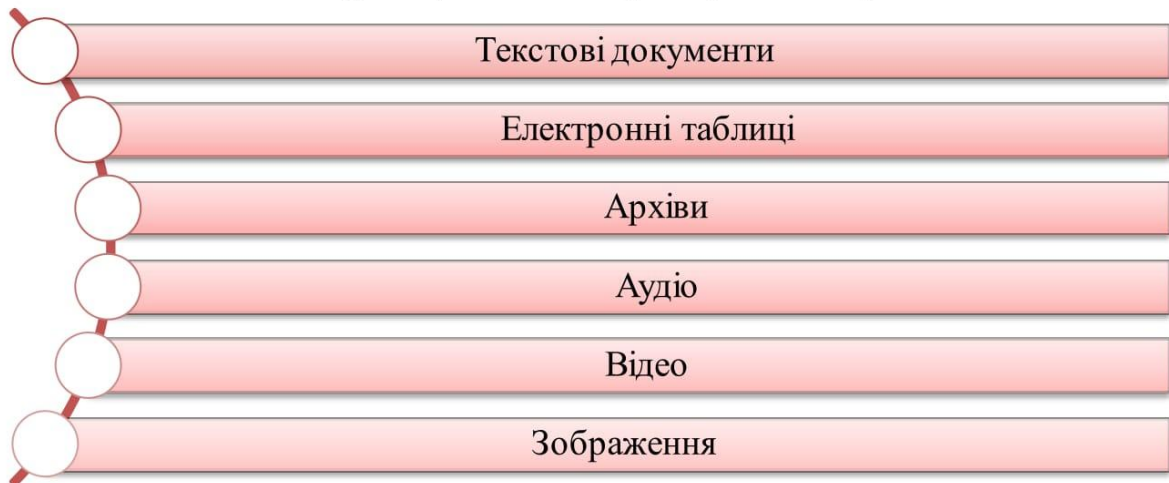 Текстові документи
Електронні таблиці
Архіви
Аудіо
Відео
Зображення